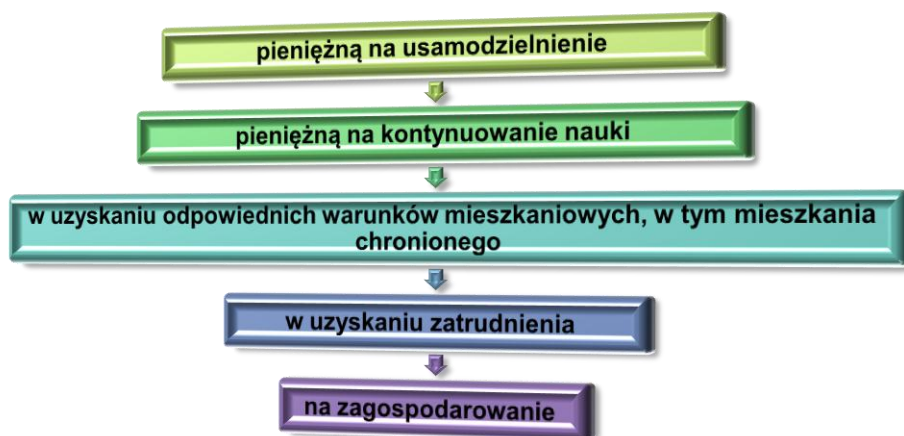 pieniężną na usamodzielnienie
pieniężną na kontynuowanie nauki
w uzyskaniu odpowiednich warunków mieszkaniowych, w tym mieszkania
chronionego
w uzyskaniu zatrudnienia
na zagospodarowanie